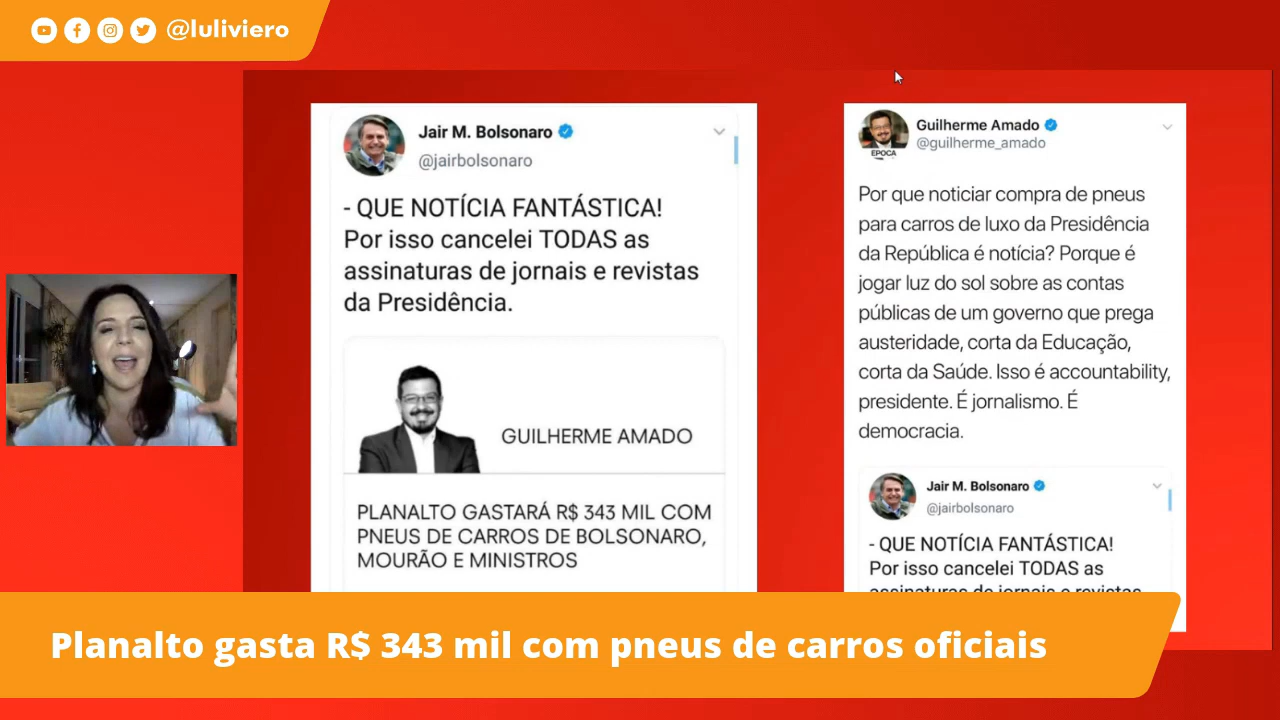 @luliviero
Jair M. Bolsonaro
@jairbolsonaro
- QUE NOTÍCIA FANTÁSTICA!
Por isso cancelei TODAS as
assinaturas de jornais e revistas
da Presidência.
GUILHERME AMADO
PLANALTO GASTARÁ R$ 343 MIL COM
PNEUS DE CARROS DE BOLSONARO,
MOURÃO E MINISTROS
Guilherme Amado
@guilherme_amado
EPOCA
Por que noticiar compra de pneus
para carros de luxo da Presidência
da República é notícia? Porque é
jogar luz do sol sobre as contas
públicas de um governo que prega
austeridade, corta da Educação,
corta da Saúde. Isso é accountability,
presidente. É jornalismo. É
democracia.
Jair M. Bolsonaro
@jairbolsonaro
- QUE NOTÍCIA FANTÁSTICA!
Por isso cancelei TODAS as
assinaturas de jornais e revistas
Planalto gasta R$ 343 mil com pneus de carros oficiais